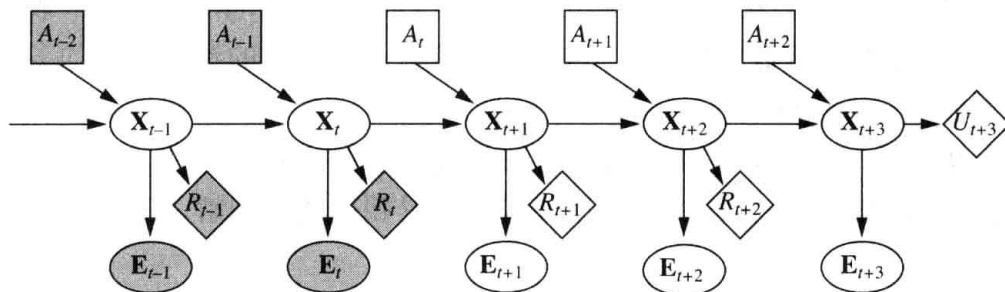 A_{t-2} A_{t-1} A_t A_{t+1} A_{t+2}
X_{t-1} X_t X_{t+1} X_{t+2} X_{t+3} U_{t+3}
R_{t-1} R_t R_{t+1} R_{t+2}
E_{t-1} E_t E_{t+1} E_{t+2} E_{t+3}